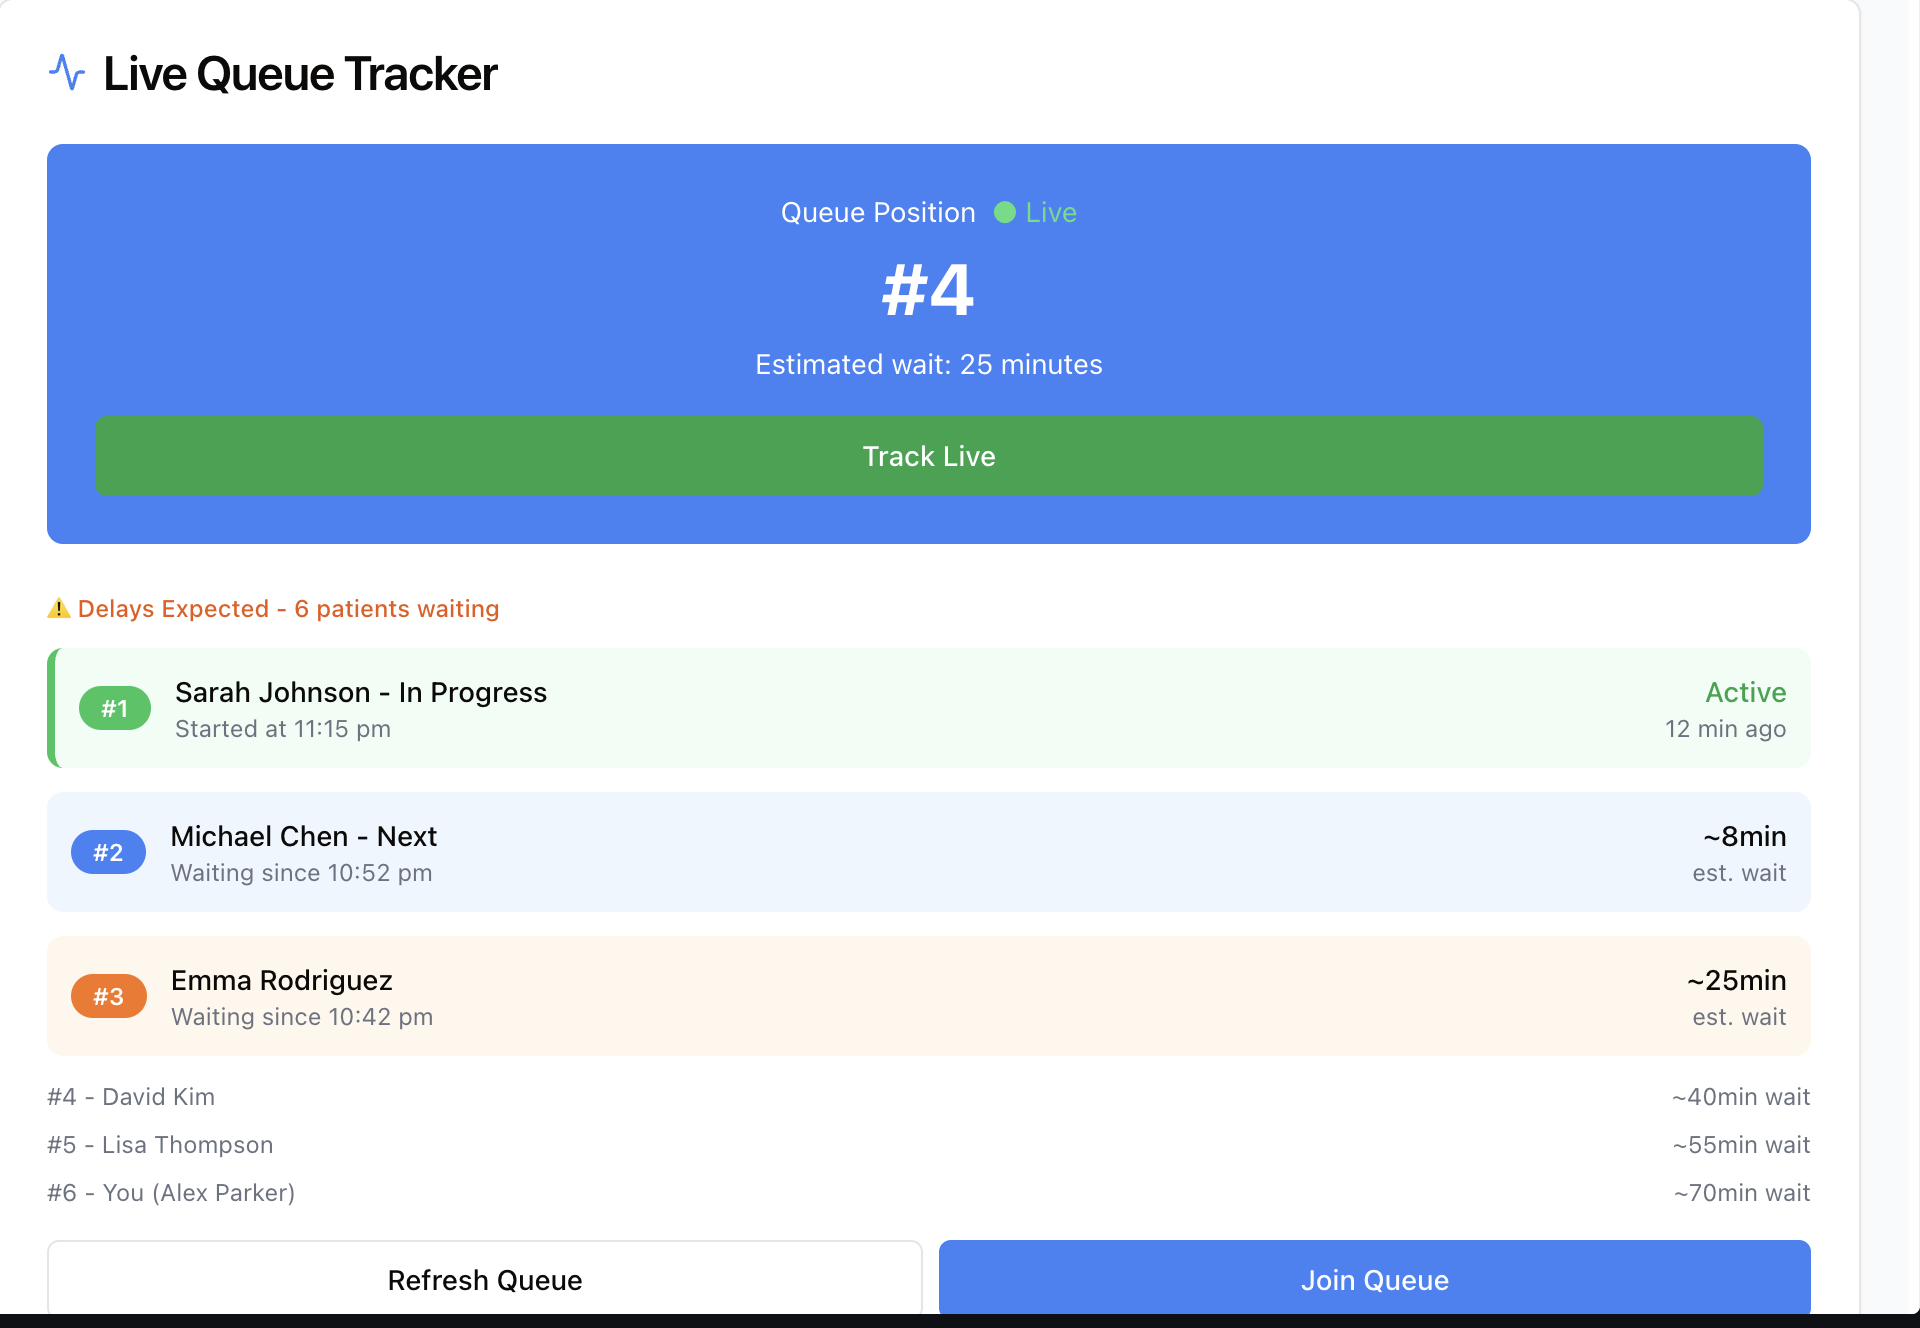 Live Queue Tracker
Queue Position Live
#4
Estimated wait: 25 minutes
Track Live
⚠️ Delays Expected - 6 patients waiting
#1
Sarah Johnson - In Progress
Started at 11:15 pm
Active
12 min ago
#2
Michael Chen - Next
Waiting since 10:52 pm
~8min
est. wait
#3
Emma Rodriguez
Waiting since 10:42 pm
~25min
est. wait
#4 - David Kim ~40min wait
#5 - Lisa Thompson ~55min wait
#6 - You (Alex Parker) ~70min wait
Refresh Queue
Join Queue